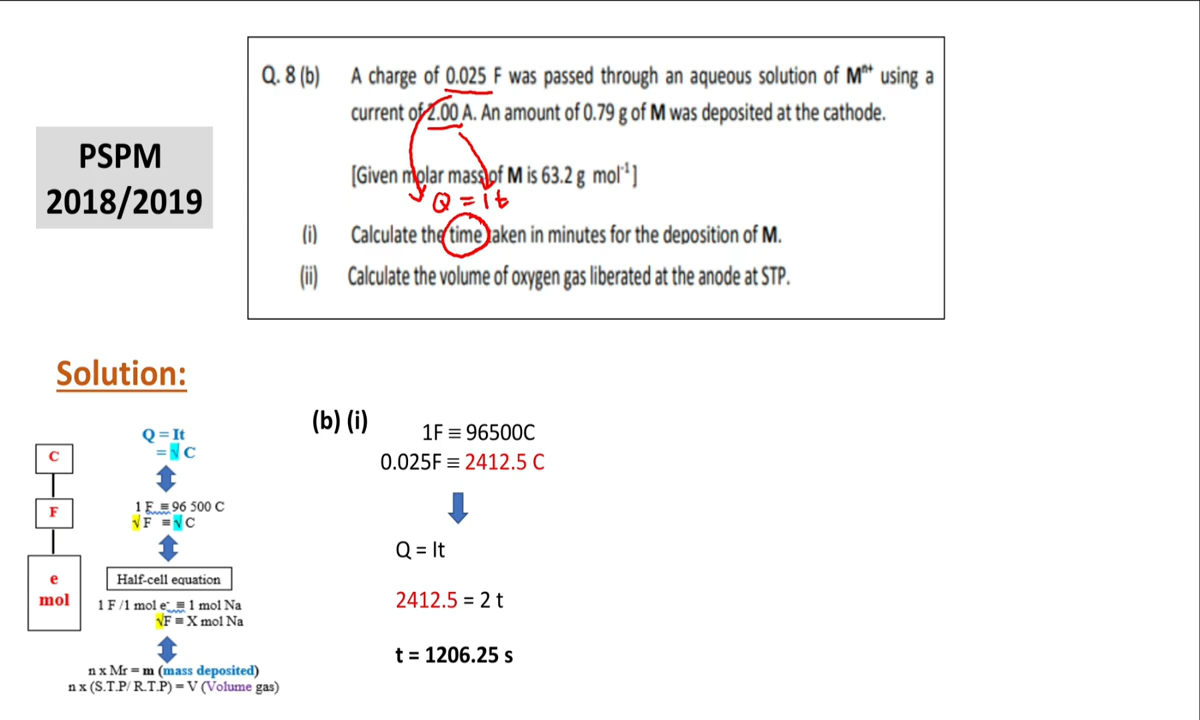 PSPM
2018/2019
Q. 8 (b) A charge of 0.025 F was passed through an aqueous solution of Mⁿ⁺ using a
current of 2.00 A. An amount of 0.79 g of M was deposited at the cathode.
[Given molar mass of M is 63.2 g mol⁻¹]
Q = It
(i) Calculate the time taken in minutes for the deposition of M.
(ii) Calculate the volume of oxygen gas liberated at the anode at STP.
Solution:
C
F
e
mol
Q = It
= √ C
1 F ≡ 96 500 C
√ F ≡ √ C
Half-cell equation
1 F /1 mol e⁻ ≡ 1 mol Na
√F ≡ X mol Na
n x Mr = m (mass deposited)
n x (S.T.P/ R.T.P) = V (Volume gas)
(b) (i)
1F ≡ 96500C
0.025F ≡ 2412.5 C
Q = It
2412.5 = 2 t
t = 1206.25 s